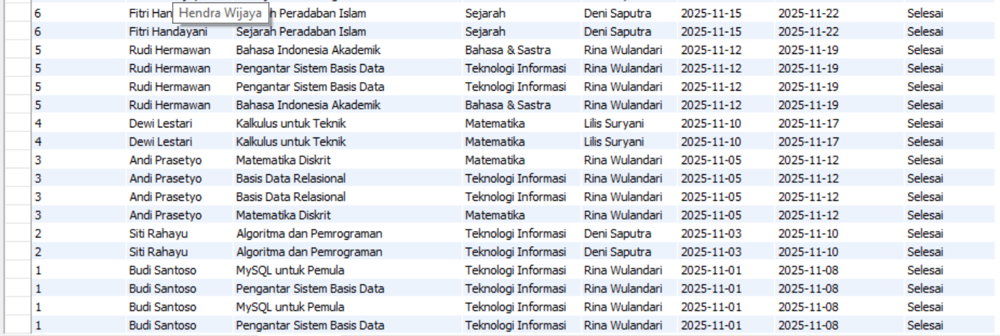 6 Fitri Han Hendra Wijaya h Peradaban Islam Sejarah Deni Saputra 2025-11-15 2025-11-22 Selesai
6 Fitri Handayani Sejarah Peradaban Islam Sejarah Deni Saputra 2025-11-15 2025-11-22 Selesai
5 Rudi Hermawan Bahasa Indonesia Akademik Bahasa & Sastra Rina Wulandari 2025-11-12 2025-11-19 Selesai
5 Rudi Hermawan Pengantar Sistem Basis Data Teknologi Informasi Rina Wulandari 2025-11-12 2025-11-19 Selesai
5 Rudi Hermawan Pengantar Sistem Basis Data Teknologi Informasi Rina Wulandari 2025-11-12 2025-11-19 Selesai
5 Rudi Hermawan Bahasa Indonesia Akademik Bahasa & Sastra Rina Wulandari 2025-11-12 2025-11-19 Selesai
4 Dewi Lestari Kalkulus untuk Teknik Matematika Lilis Suryani 2025-11-10 2025-11-17 Selesai
4 Dewi Lestari Kalkulus untuk Teknik Matematika Lilis Suryani 2025-11-10 2025-11-17 Selesai
3 Andi Prasetyo Matematika Diskrit Matematika Rina Wulandari 2025-11-05 2025-11-12 Selesai
3 Andi Prasetyo Basis Data Relasional Teknologi Informasi Rina Wulandari 2025-11-05 2025-11-12 Selesai
3 Andi Prasetyo Basis Data Relasional Teknologi Informasi Rina Wulandari 2025-11-05 2025-11-12 Selesai
3 Andi Prasetyo Matematika Diskrit Matematika Rina Wulandari 2025-11-05 2025-11-12 Selesai
2 Siti Rahayu Algoritma dan Pemrograman Teknologi Informasi Deni Saputra 2025-11-03 2025-11-10 Selesai
2 Siti Rahayu Algoritma dan Pemrograman Teknologi Informasi Deni Saputra 2025-11-03 2025-11-10 Selesai
1 Budi Santoso MySQL untuk Pemula Teknologi Informasi Rina Wulandari 2025-11-01 2025-11-08 Selesai
1 Budi Santoso Pengantar Sistem Basis Data Teknologi Informasi Rina Wulandari 2025-11-01 2025-11-08 Selesai
1 Budi Santoso MySQL untuk Pemula Teknologi Informasi Rina Wulandari 2025-11-01 2025-11-08 Selesai
1 Budi Santoso Pengantar Sistem Basis Data Teknologi Informasi Rina Wulandari 2025-11-01 2025-11-08 Selesai